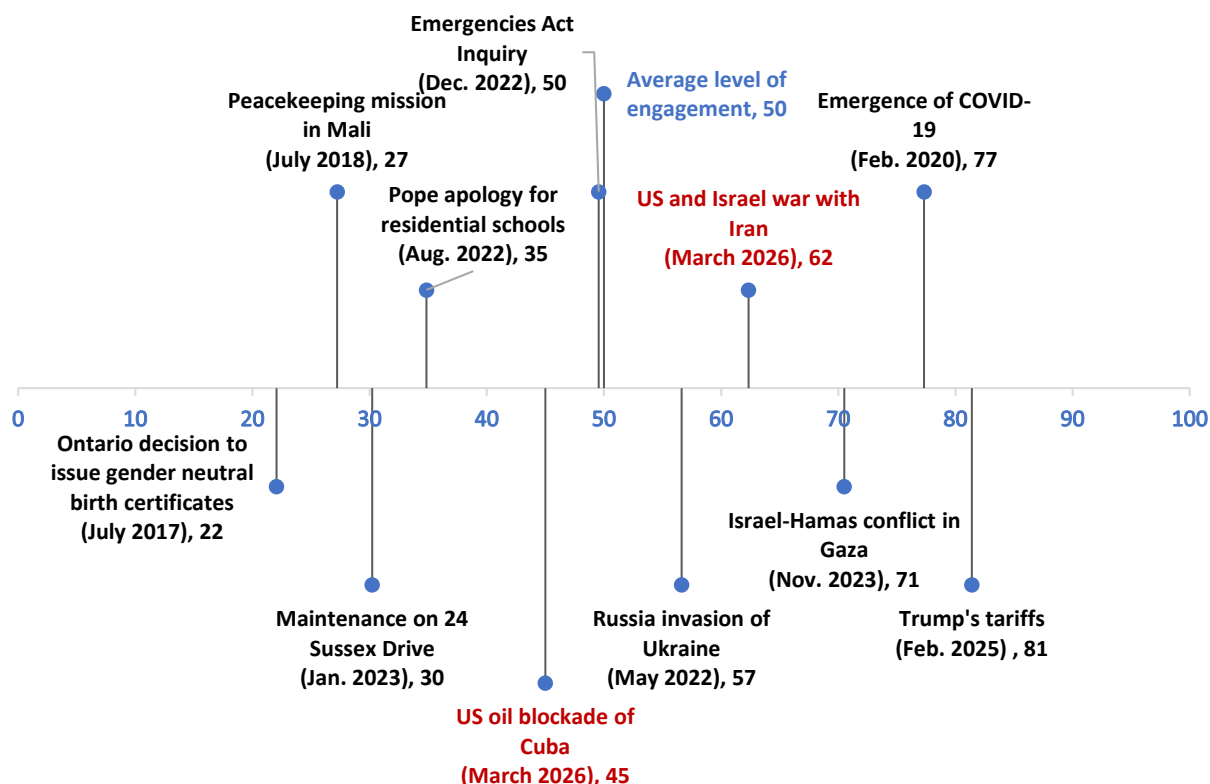 Emergencies Act
Inquiry
(Dec. 2022), 50
Average level of
engagement, 50
Peacekeeping mission
in Mali
(July 2018), 27
Emergence of COVID-
19
(Feb. 2020), 77
Pope apology for
residential schools
(Aug. 2022), 35
US and Israel war with
Iran
(March 2026), 62
0 10 20 30 40 50 60 70 80 90 100
Ontario decision to
issue gender neutral
birth certificates
(July 2017), 22
Israel-Hamas conflict in
Gaza
(Nov. 2023), 71
Maintenance on 24
Sussex Drive
(Jan. 2023), 30
Russia invasion of
Ukraine
(May 2022), 57
Trump's tariffs
(Feb. 2025) , 81
US oil blockade of
Cuba
(March 2026), 45